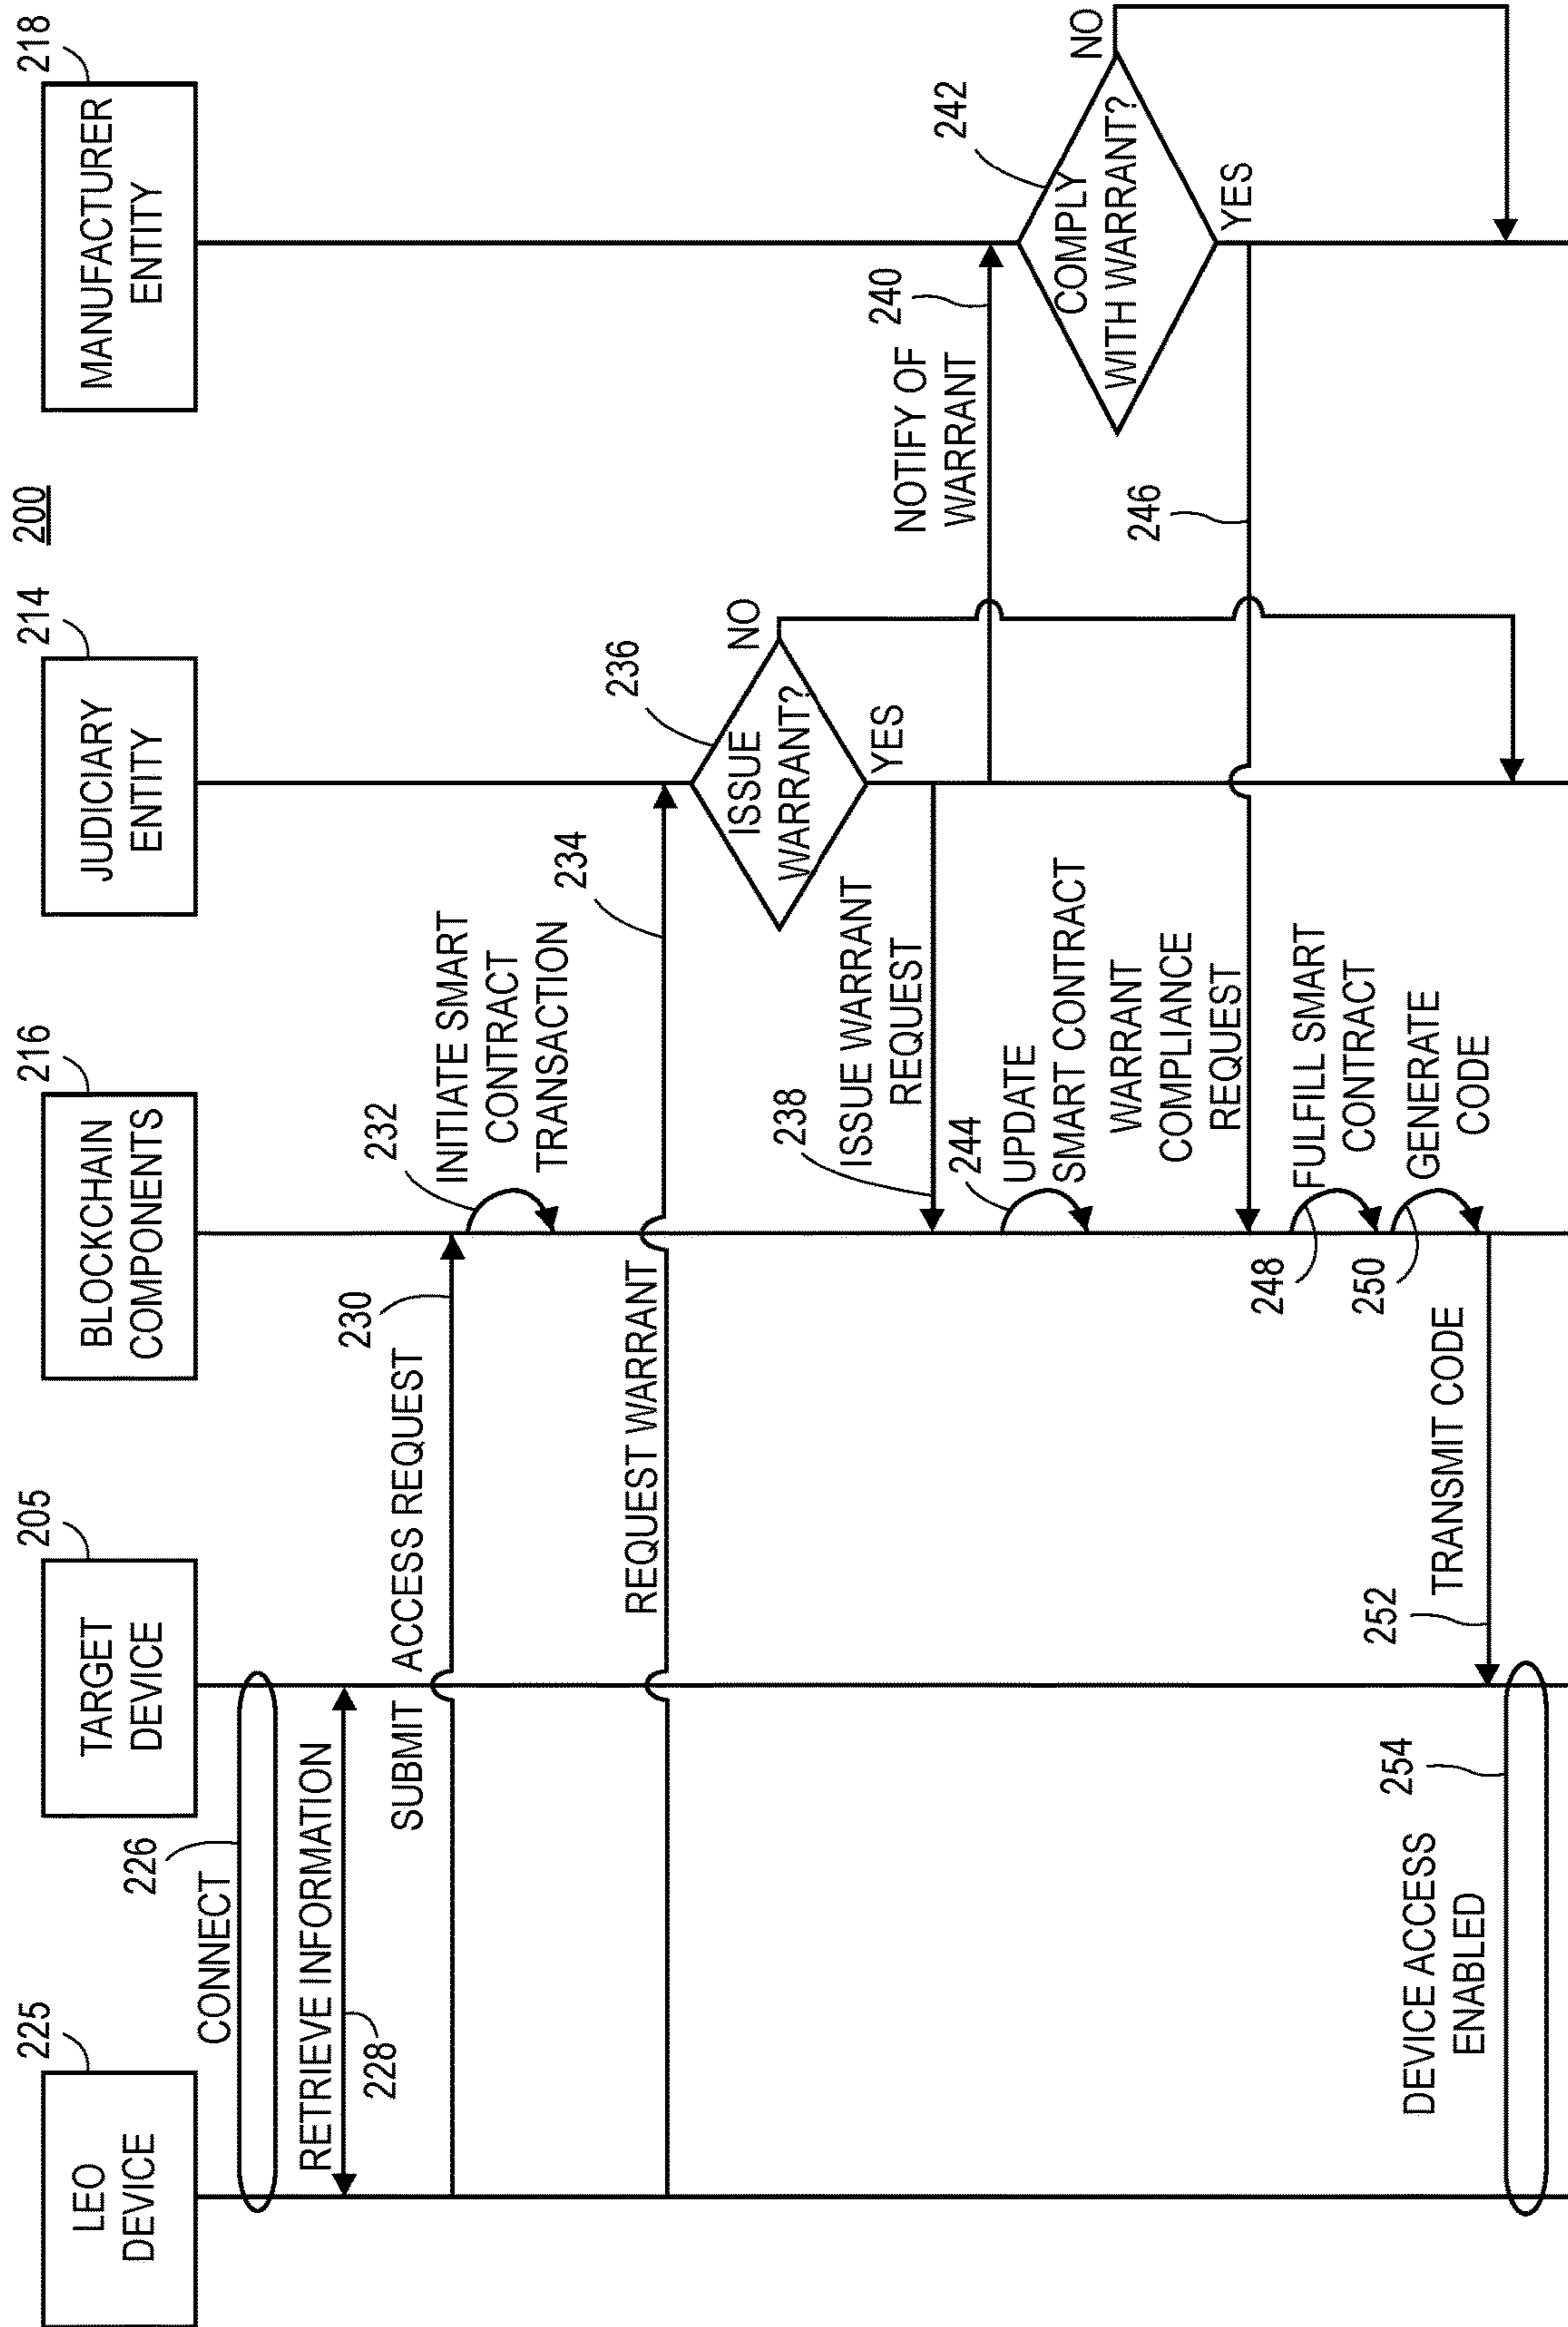 200
225
LEO
DEVICE
205
TARGET
DEVICE
216
BLOCKCHAIN
COMPONENTS
214
JUDICIARY
ENTITY
218
MANUFACTURER
ENTITY
226
CONNECT
RETRIEVE INFORMATION
228
SUBMIT ACCESS REQUEST
230
232
INITIATE SMART
CONTRACT
TRANSACTION
REQUEST WARRANT
234
236
ISSUE
WARRANT?
NO
YES
238
ISSUE WARRANT
REQUEST
NOTIFY OF
WARRANT
240
242
COMPLY
WITH WARRANT?
NO
YES
244
UPDATE
SMART CONTRACT
WARRANT
COMPLIANCE
REQUEST
246
248
FULFILL SMART
CONTRACT
250
GENERATE
CODE
252
TRANSMIT CODE
254
DEVICE ACCESS
ENABLED